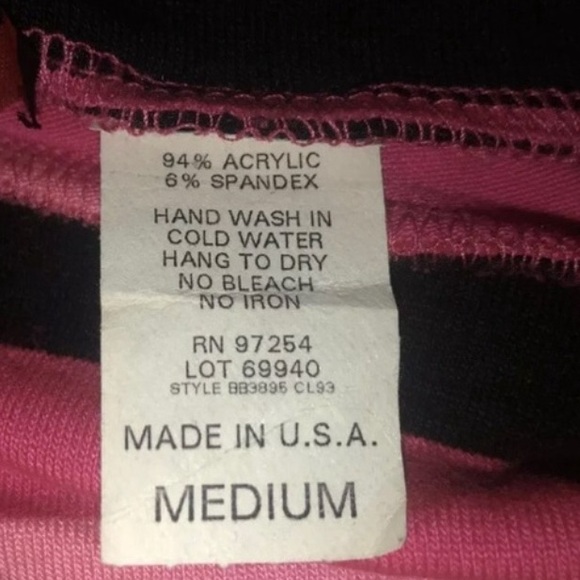 94% ACRYLIC
6% SPANDEX
HAND WASH IN
COLD WATER
HANG TO DRY
NO BLEACH
NO IRON
RN 97254
LOT 69940
STYLE BB3895 CL93
MADE IN U.S.A.
MEDIUM